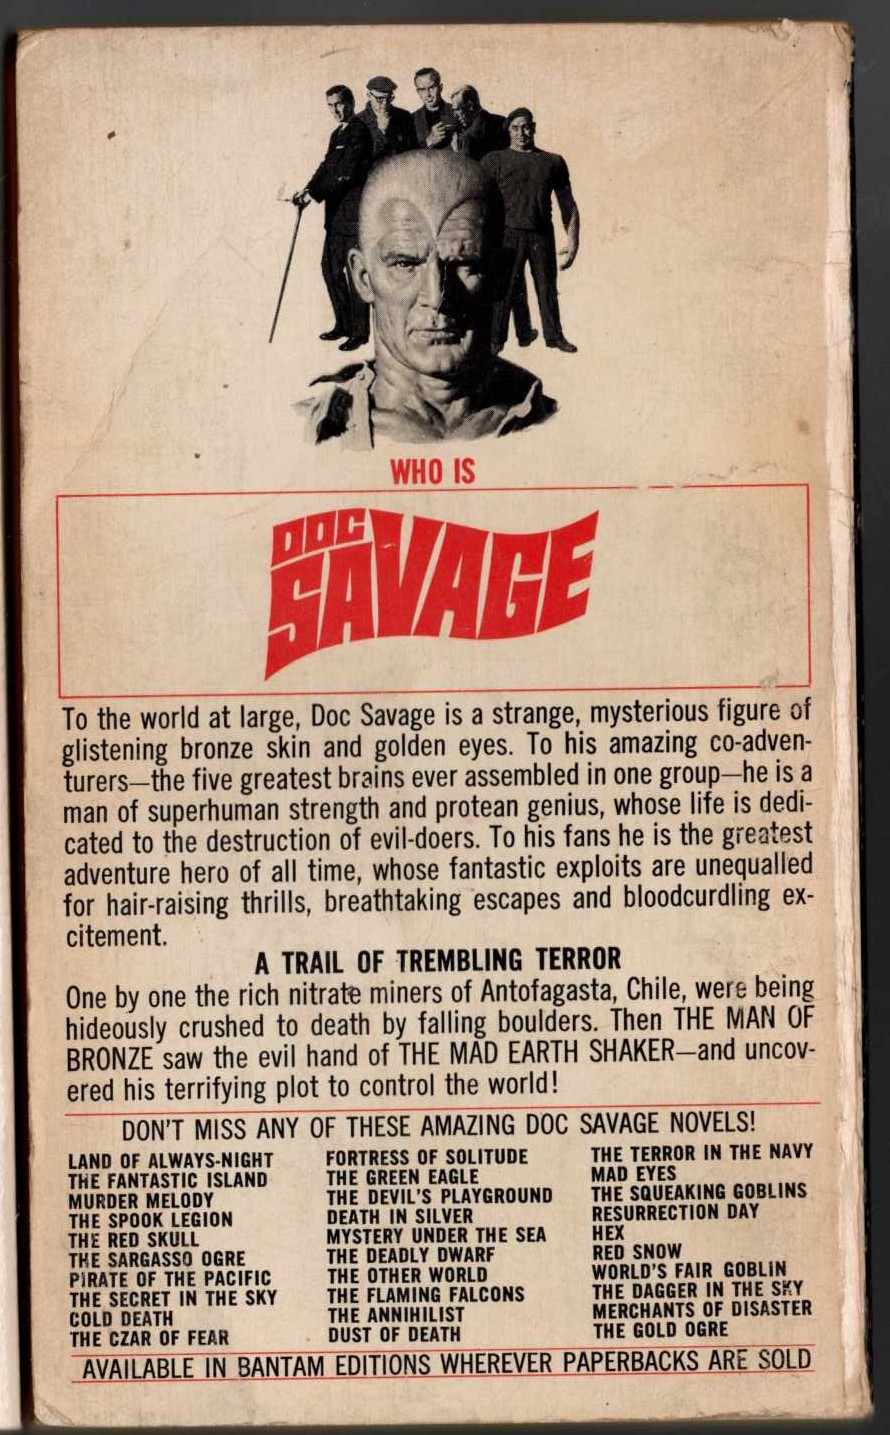 WHO IS
DOC
SAVAGE
To the world at large, Doc Savage is a strange, mysterious figure of
glistening bronze skin and golden eyes. To his amazing co-adven-
turers—the five greatest brains ever assembled in one group—he is a
man of superhuman strength and protean genius, whose life is dedi-
cated to the destruction of evil-doers. To his fans he is the greatest
adventure hero of all time, whose fantastic exploits are unequalled
for hair-raising thrills, breathtaking escapes and bloodcurdling ex-
citement.
A TRAIL OF TREMBLING TERROR
One by one the rich nitrate miners of Antofagasta, Chile, were being
hideously crushed to death by falling boulders. Then THE MAN OF
BRONZE saw the evil hand of THE MAD EARTH SHAKER—and uncov-
ered his terrifying plot to control the world!
DON'T MISS ANY OF THESE AMAZING DOC SAVAGE NOVELS!
LAND OF ALWAYS-NIGHT
THE FANTASTIC ISLAND
MURDER MELODY
THE SPOOK LEGION
THE RED SKULL
THE SARGASSO OGRE
PIRATE OF THE PACIFIC
THE SECRET IN THE SKY
COLD DEATH
THE CZAR OF FEAR
FORTRESS OF SOLITUDE
THE GREEN EAGLE
THE DEVIL'S PLAYGROUND
DEATH IN SILVER
MYSTERY UNDER THE SEA
THE DEADLY DWARF
THE OTHER WORLD
THE FLAMING FALCONS
THE ANNIHILIST
DUST OF DEATH
THE TERROR IN THE NAVY
MAD EYES
THE SQUEAKING GOBLINS
RESURRECTION DAY
HEX
RED SNOW
WORLD'S FAIR GOBLIN
THE DAGGER IN THE SKY
MERCHANTS OF DISASTER
THE GOLD OGRE
AVAILABLE IN BANTAM EDITIONS WHEREVER PAPERBACKS ARE SOLD